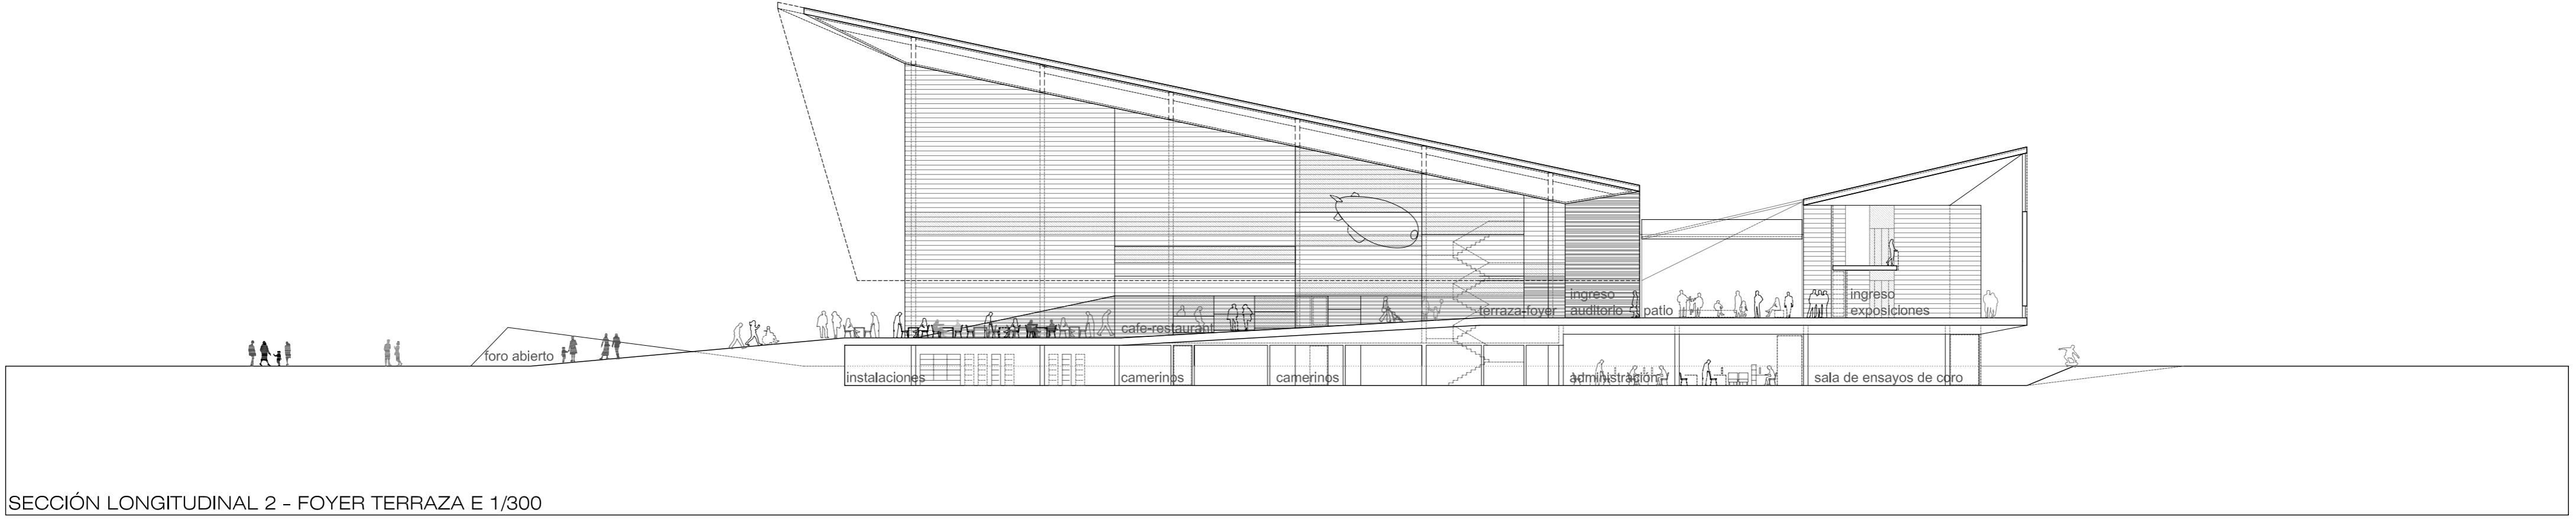 ingreso
ingreso
terraza-foyer
auditorio
patio
exposiciones
cafe-restaurant
foro abierto
instalaciones
camerinos
camerinos
administración
sala de ensayos de coro
SECCIÓN LONGITUDINAL 2 - FOYER TERRAZA E 1/300